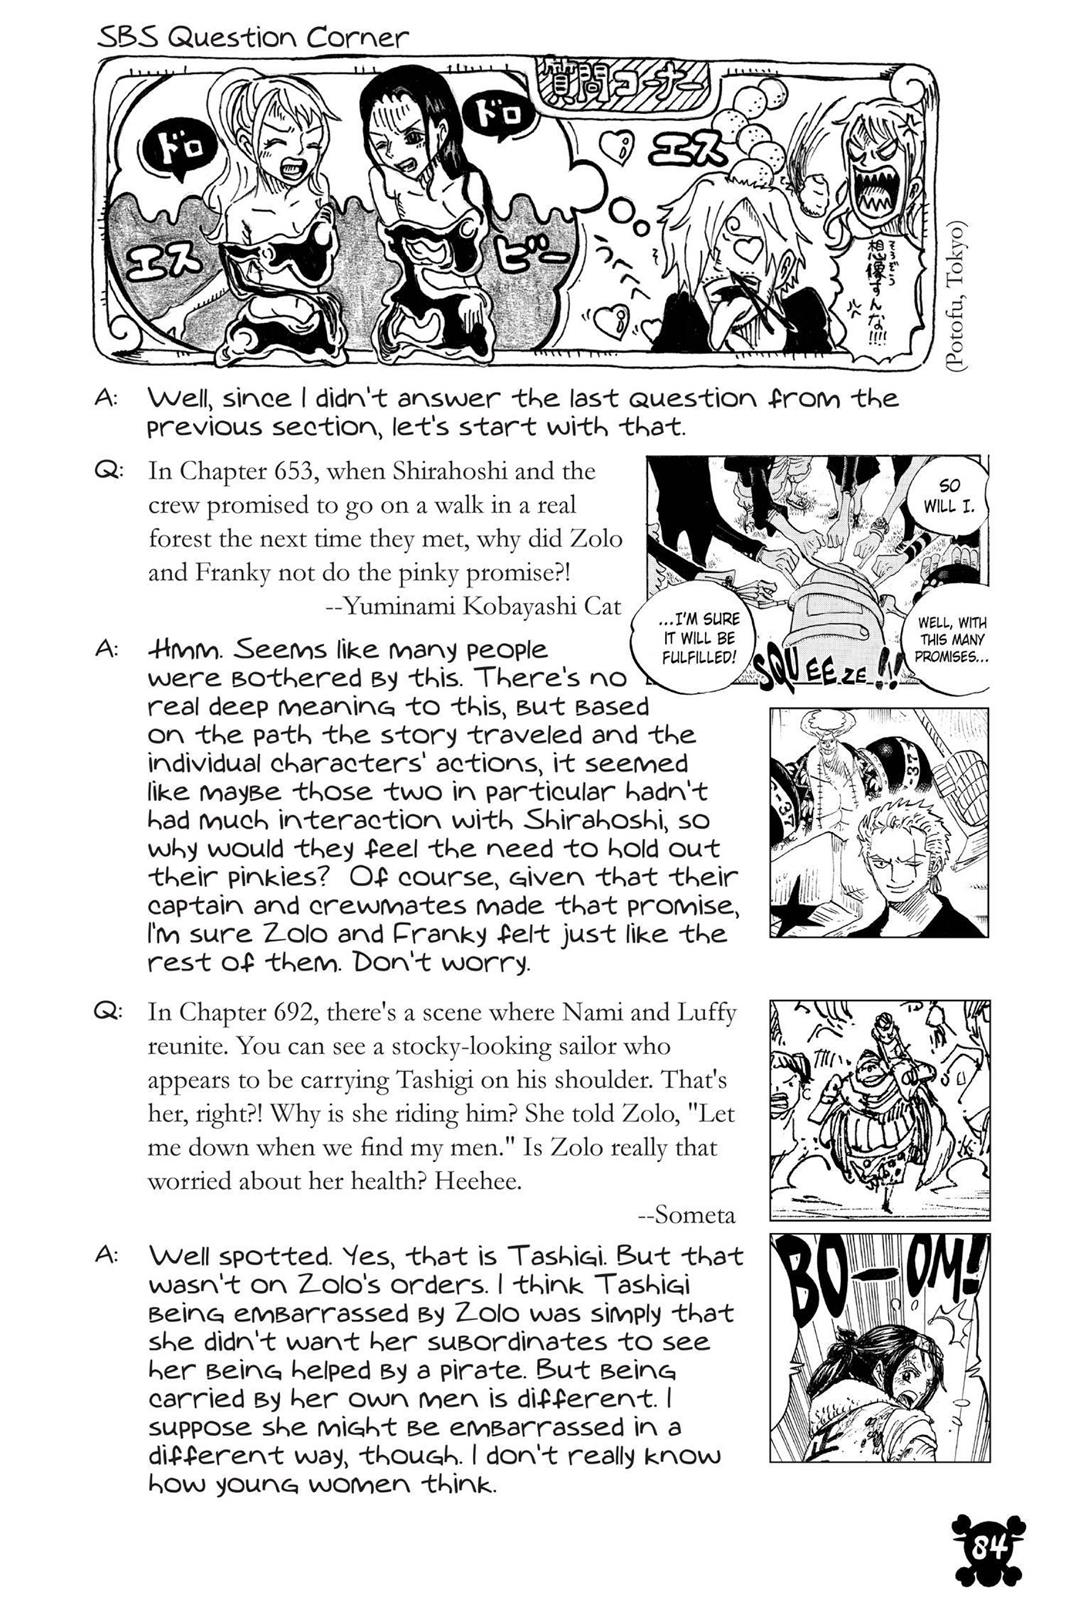 SBS Question Corner
質問コーナー
ドロ
ドロ
エス
ビー
エス
そうぞう
想像すんな!!!!
(Potofu, Tokyo)
A: Well, since I didn't answer the last question from the
previous section, let's start with that.
Q: In Chapter 653, when Shirahoshi and the
crew promised to go on a walk in a real
forest the next time they met, why did Zolo
and Franky not do the pinky promise?!
--Yuminami Kobayashi Cat
SO
WILL I.
...I'M SURE
IT WILL BE
FULFILLED!
WELL, WITH
THIS MANY
PROMISES...
SQUEEZE!!
A: Hmm. Seems like many people
were bothered by this. There's no
real deep meaning to this, but based
on the path the story traveled and the
individual characters' actions, it seemed
like maybe those two in particular hadn't
had much interaction with Shirahoshi, so
why would they feel the need to hold out
their pinkies? Of course, given that their
captain and crewmates made that promise,
I'm sure Zolo and Franky felt just like the
rest of them. Don't worry.
-37
-37
Q: In Chapter 692, there's a scene where Nami and Luffy
reunite. You can see a stocky-looking sailor who
appears to be carrying Tashigi on his shoulder. That's
her, right?! Why is she riding him? She told Zolo, "Let
me down when we find my men." Is Zolo really that
worried about her health? Heehee.
--Someta
A: Well spotted. Yes, that is Tashigi. But that
wasn't on Zolo's orders. I think Tashigi
being embarrassed by Zolo was simply that
she didn't want her subordinates to see
her being helped by a pirate. But being
carried by her own men is different. I
suppose she might be embarrassed in a
different way, though. I don't really know
how young women think.
BO—OM!
正
84